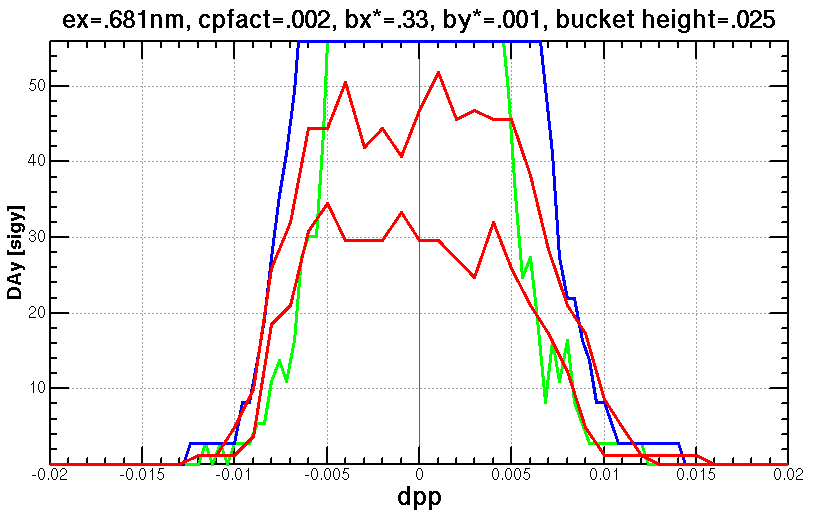 ex=.681nm, cpfact=.002, bx*=.33, by*=.001, bucket height=.025
50
40
30
20
10
DAy [sigy]
-0.02 -0.015 -0.01 -0.005 0 0.005 0.01 0.015 0.02
dpp